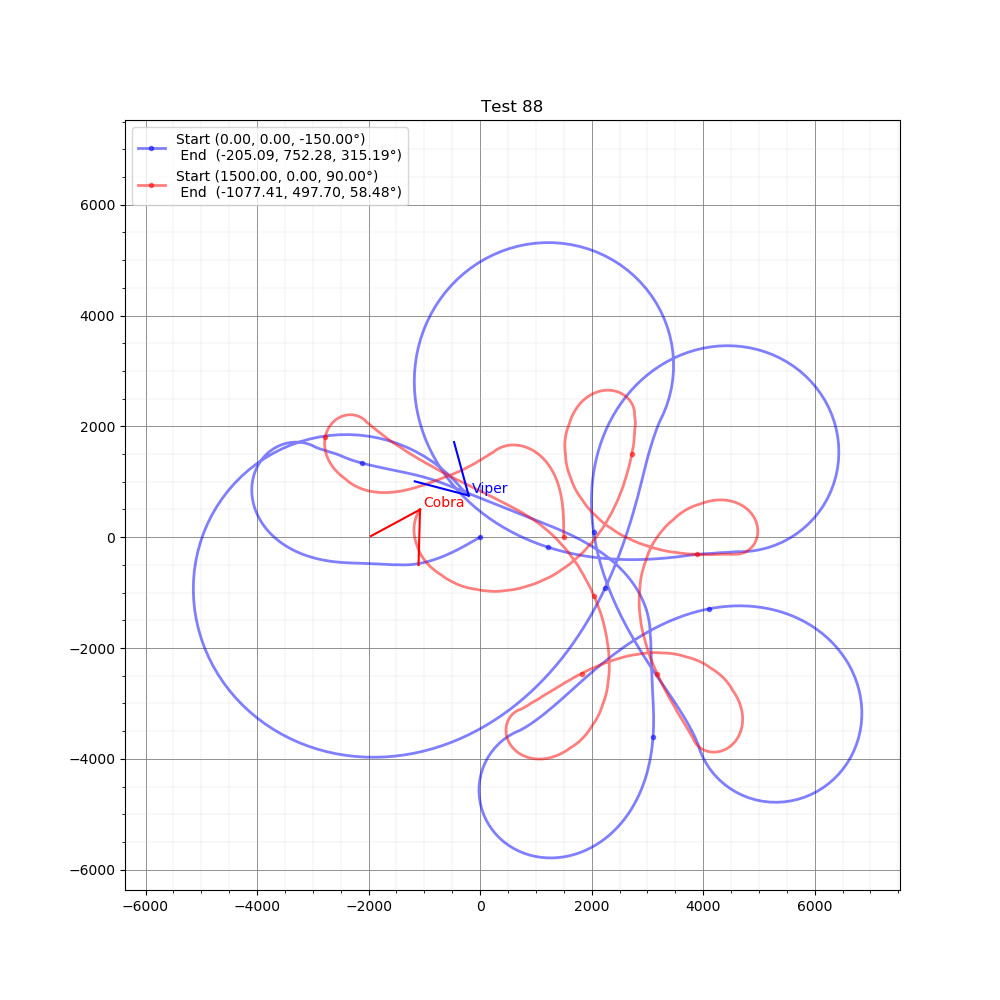 Test 88
Start (0.00, 0.00, -150.00°)
End (-205.09, 752.28, 315.19°)
Start (1500.00, 0.00, 90.00°)
End (-1077.41, 497.70, 58.48°)
6000
4000
2000
0
−2000
−4000
−6000
Viper
Cobra
−6000 −4000 −2000 0 2000 4000 6000